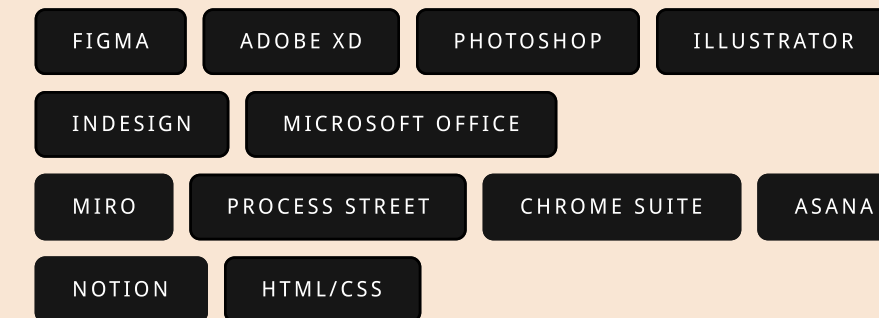 FIGMA ADOBE XD PHOTOSHOP ILLUSTRATOR
INDESIGN MICROSOFT OFFICE
MIRO PROCESS STREET CHROME SUITE ASANA
NOTION HTML/CSS